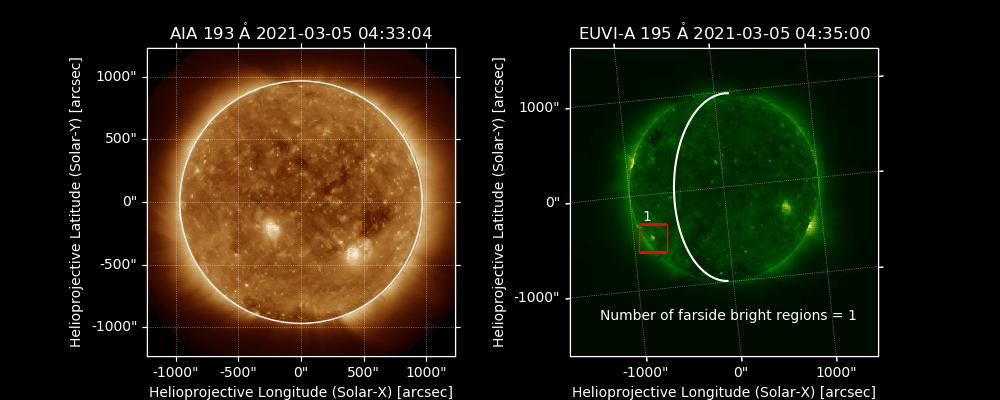 AIA 193 Å 2021-03-05 04:33:04
Helioprojective Latitude (Solar-Y) [arcsec]
1000"
500"
0"
-500"
-1000"
-1000"  -500"  0"  500"  1000"
Helioprojective Longitude (Solar-X) [arcsec]
EUVI-A 195 Å 2021-03-05 04:35:00
Helioprojective Latitude (Solar-Y) [arcsec]
1000"
0"
-1000"
1
Number of farside bright regions = 1
-1000"  0"  1000"
Helioprojective Longitude (Solar-X) [arcsec]